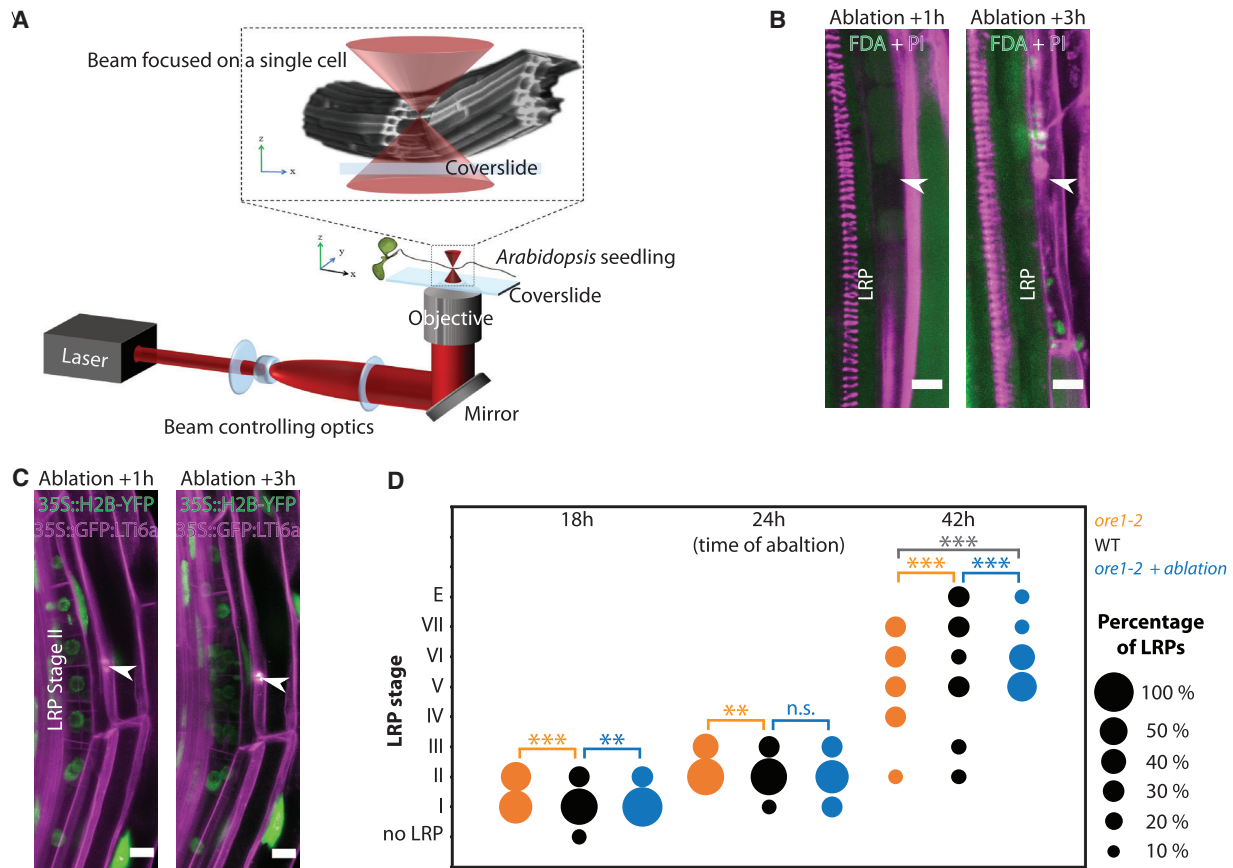 A
Beam focused on a single cell
z
x
Coverslide
z
y
x
Arabidopsis seedling
Coverslide
Objective
Laser
Mirror
Beam controlling optics
B
Ablation +1h
Ablation +3h
FDA + PI
FDA + PI
LRP
LRP
C
Ablation +1h
Ablation +3h
35S::H2B-YFP
35S::GFP:LTi6a
35S::H2B-YFP
35S::GFP:LTi6a
LRP Stage II
D
18h
24h
42h
(time of abaltion)
***
***
***
**
n.s.
***
**
LRP stage
E
VII
VI
V
IV
III
II
I
no LRP
ore1-2
WT
ore1-2 + ablation
Percentage
of LRPs
100 %
50 %
40 %
30 %
20 %
10 %